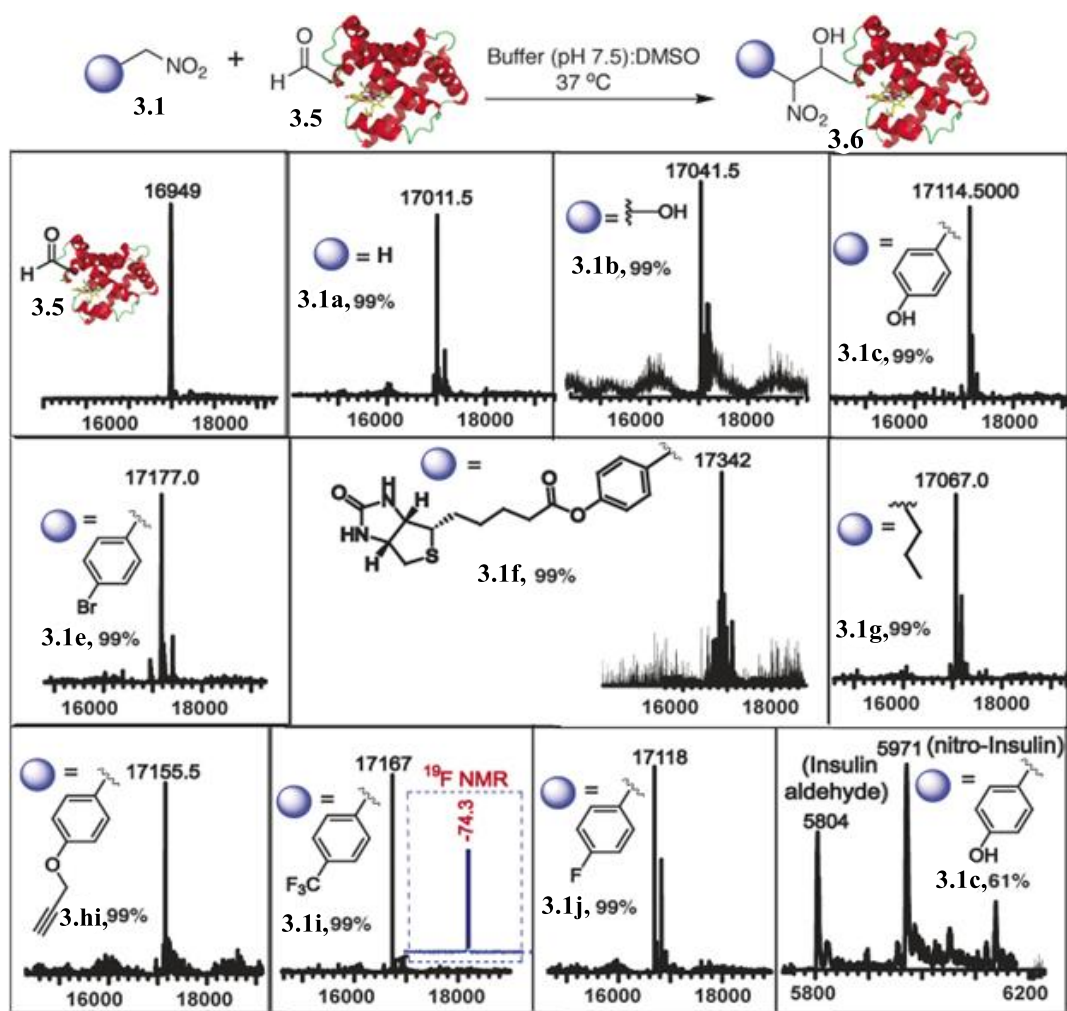 NO₂
3.1
+
O
H
3.5
Buffer (pH 7.5):DMSO
37 ºC
OH
NO₂
3.6
16949
O
H
3.5
16000 18000
17011.5
= H
3.1a, 99%
16000 18000
17041.5
= OH
3.1b, 99%
16000 18000
17114.5000
=
OH
3.1c, 99%
16000 18000
17177.0
=
Br
3.1e, 99%
16000 18000
17342
=
O
H
N
H
O
O
HN
S
H
3.1f, 99%
16000 18000
17067.0
=
3.1g, 99%
16000 18000
17155.5
=
O
3.hi, 99%
16000 18000
17167
=
¹⁹F NMR
-74.3
F₃C
3.1i, 99%
16000 18000
17118
=
F
3.1j, 99%
16000 18000
5971 (nitro-Insulin)
(Insulin
aldehyde)
5804
=
OH
3.1c, 61%
5800 6200